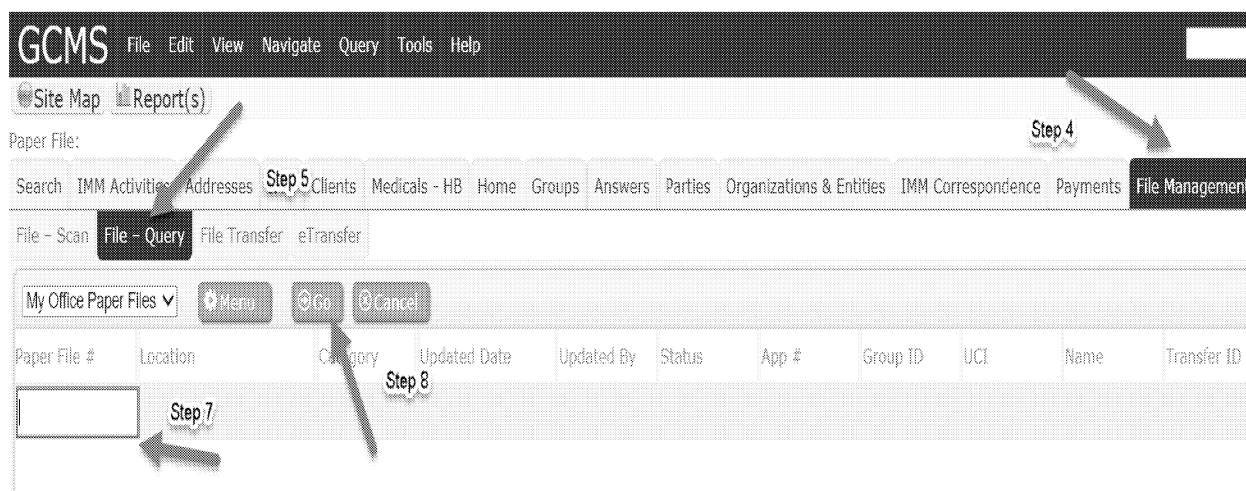 GCMS File Edit View Navigate Query Tools Help
Site Map Report(s)
Step 4
Paper File:
Search IMM Activities Addresses Step 5 Clients Medicals - HB Home Groups Answers Parties Organizations & Entities IMM Correspondence Payments File Management
File - Scan File - Query File Transfer eTransfer
My Office Paper Files Menu Go Cancel
Paper File # Location Category Updated Date Updated By Status App # Group ID UCI Name Transfer ID
Step 8
Step 7